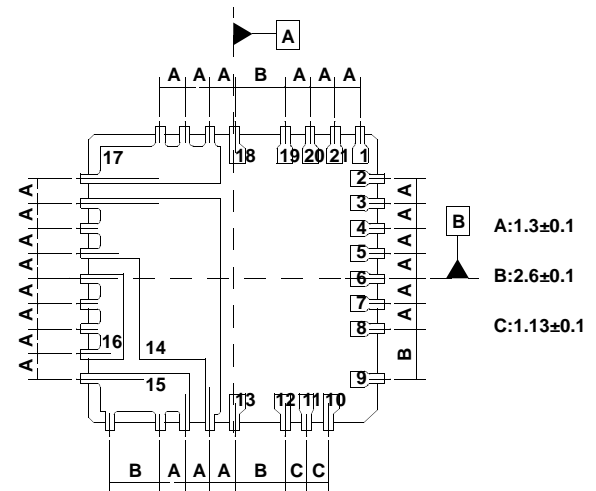 A
A A A B A A A
17 18 19 20 21 1
2
A A
3
A A
B
4
A:1.3±0.1
A A
5
A A
6
B:2.6±0.1
A A
7
A A
8
C:1.13±0.1
A
16 14
B
A
15 9
13 12 11 10
B A A A B C C